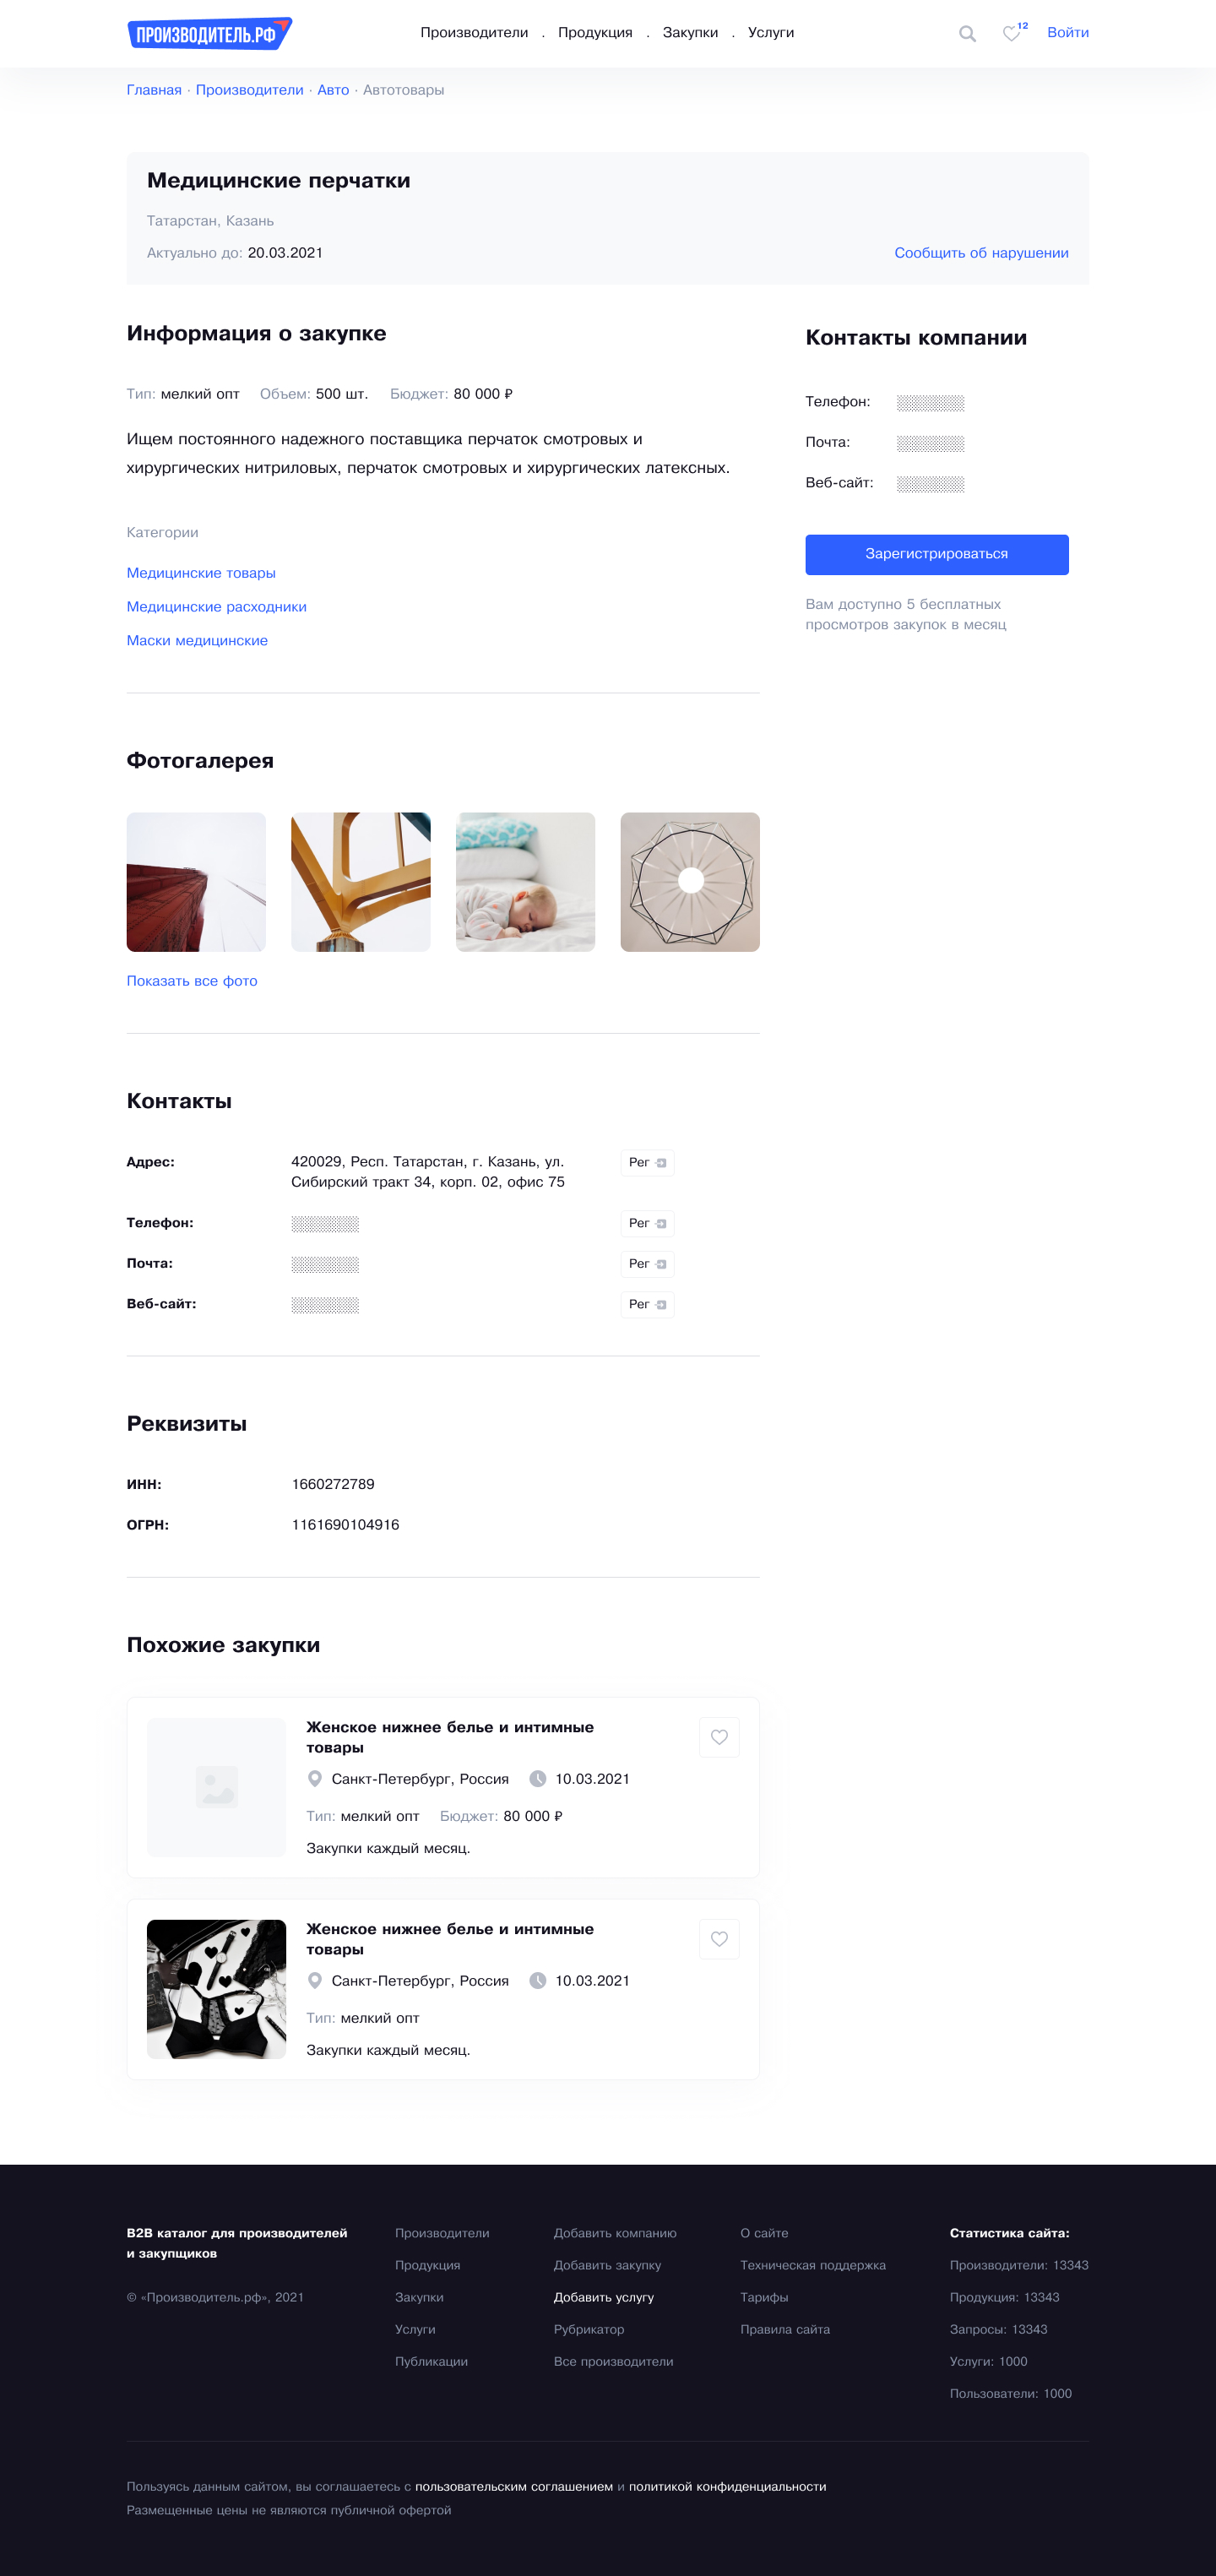 ПРОИЗВОДИТЕЛЬ.РФ
Производители . Продукция . Закупки . Услуги
12
Войти
Главная · Производители · Авто · Автотовары
Медицинские перчатки
Татарстан, Казань
Актуально до: 20.03.2021
Сообщить об нарушении
Информация о закупке
Тип: мелкий опт Объем: 500 шт. Бюджет: 80 000 ₽
Ищем постоянного надежного поставщика перчаток смотровых и
хирургических нитриловых, перчаток смотровых и хирургических латексных.
Категории
Медицинские товары
Медицинские расходники
Маски медицинские
Контакты компании
Телефон: ░░░░░░░
Почта: ░░░░░░░
Веб-сайт: ░░░░░░░
Зарегистрироваться
Вам доступно 5 бесплатных
просмотров закупок в месяц
Фотогалерея
Показать все фото
Контакты
Адрес: 420029, Респ. Татарстан, г. Казань, ул. Рег
Сибирский тракт 34, корп. 02, офис 75
Телефон: ░░░░░░░ Рег
Почта: ░░░░░░░ Рег
Веб-сайт: ░░░░░░░ Рег
Реквизиты
ИНН: 1660272789
ОГРН: 1161690104916
Похожие закупки
Женское нижнее белье и интимные
товары
Санкт-Петербург, Россия 10.03.2021
Тип: мелкий опт Бюджет: 80 000 ₽
Закупки каждый месяц.
Женское нижнее белье и интимные
товары
Санкт-Петербург, Россия 10.03.2021
Тип: мелкий опт
Закупки каждый месяц.
B2B каталог для производителей
и закупщиков
© «Производитель.рф», 2021
Производители
Продукция
Закупки
Услуги
Публикации
Добавить компанию
Добавить закупку
Добавить услугу
Рубрикатор
Все производители
О сайте
Техническая поддержка
Тарифы
Правила сайта
Статистика сайта:
Производители: 13343
Продукция: 13343
Запросы: 13343
Услуги: 1000
Пользователи: 1000
Пользуясь данным сайтом, вы соглашаетесь с пользовательским соглашением и политикой конфиденциальности
Размещенные цены не являются публичной офертой